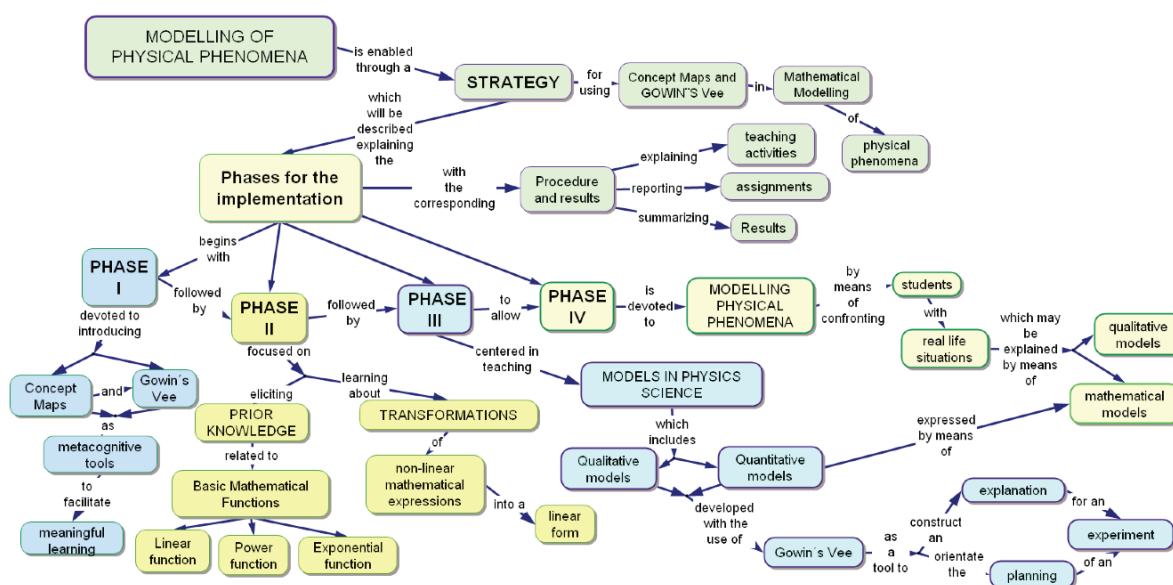 MODELLING OF
PHYSICAL PHENOMENA
is enabled
through a
STRATEGY
for
using
Concept Maps and
GOWIN¨S Vee
in
Mathematical
Modelling
of
physical
phenomena
which
will be
described
explaining
the
Phases for the
implementation
with
the
corresponding
Procedure
and results
explaining
teaching
activities
reporting
assignments
summarizing
Results
begins
with
PHASE
I
followed
by
PHASE
II
followed
by
PHASE
III
to
allow
PHASE
IV
is
devoted
to
MODELLING
PHYSICAL
PHENOMENA
by
means
of
confronting
students
with
real life
situations
which may
be
explained
by means
of
qualitative
models
mathematical
models
devoted to
introducing
Concept
Maps
and
Gowin´s
Vee
as
metacognitive
tools
to
facilitate
meaningful
learning
focused on
eliciting
PRIOR
KNOWLEDGE
related to
Basic Mathematical
Functions
Linear
function
Power
function
Exponential
function
learning
about
TRANSFORMATIONS
of
non-linear
mathematical
expressions
into a
linear
form
centered in
teaching
MODELS IN PHYSICS
SCIENCE
which
includes
Qualitative
models
Quantitative
models
expressed
by means
of
developed
with the
use of
Gowin´s Vee
as
a
tool to
construct
an
explanation
for an
experiment
orientate
the
planning
of an